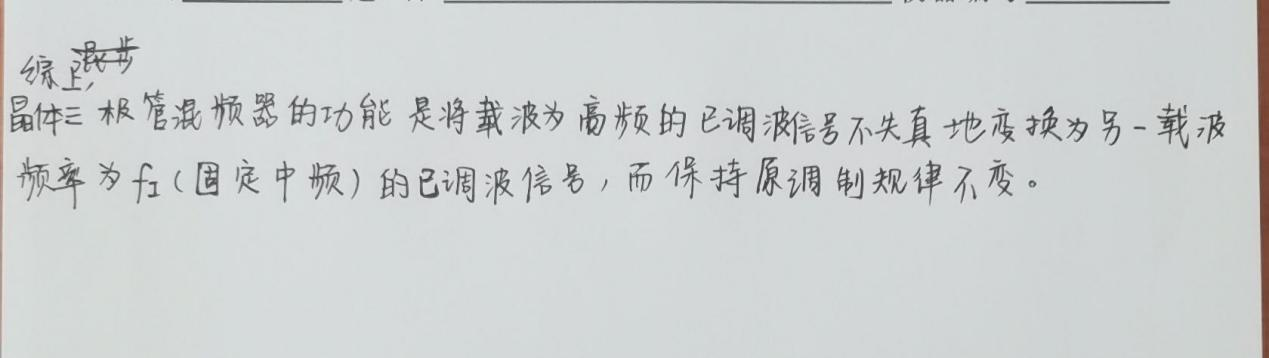 综上,
晶体三极管混频器的功能是将载波为高频的已调波信号不失真地变换为另一载波
频率为f_I(固定中频)的已调波信号,而保持原调制规律不变。